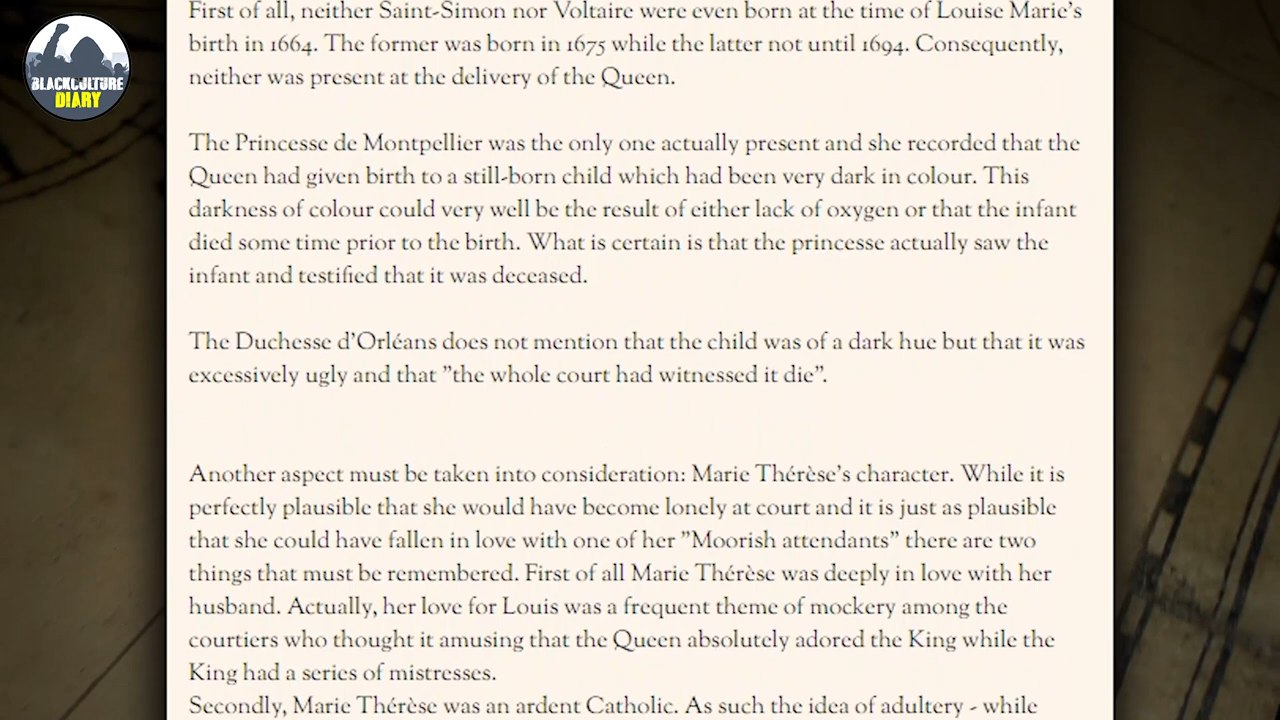 First of all, neither Saint-Simon nor Voltaire were even born at the time of Louise Marie's
birth in 1664. The former was born in 1675 while the latter not until 1694. Consequently,
neither was present at the delivery of the Queen.
The Princesse de Montpellier was the only one actually present and she recorded that the
Queen had given birth to a still-born child which had been very dark in colour. This
darkness of colour could very well be the result of either lack of oxygen or that the infant
died some time prior to the birth. What is certain is that the princesse actually saw the
infant and testified that it was deceased.
The Duchesse d'Orléans does not mention that the child was of a dark hue but that it was
excessively ugly and that "the whole court had witnessed it die".
Another aspect must be taken into consideration: Marie Thérèse's character. While it is
perfectly plausible that she would have become lonely at court and it is just as plausible
that she could have fallen in love with one of her "Moorish attendants" there are two
things that must be remembered. First of all Marie Thérèse was deeply in love with her
husband. Actually, her love for Louis was a frequent theme of mockery among the
courtiers who thought it amusing that the Queen absolutely adored the King while the
King had a series of mistresses.
Secondly, Marie Thérèse was an ardent Catholic. As such the idea of adultery - while
BLACKCULTURE
DIARY